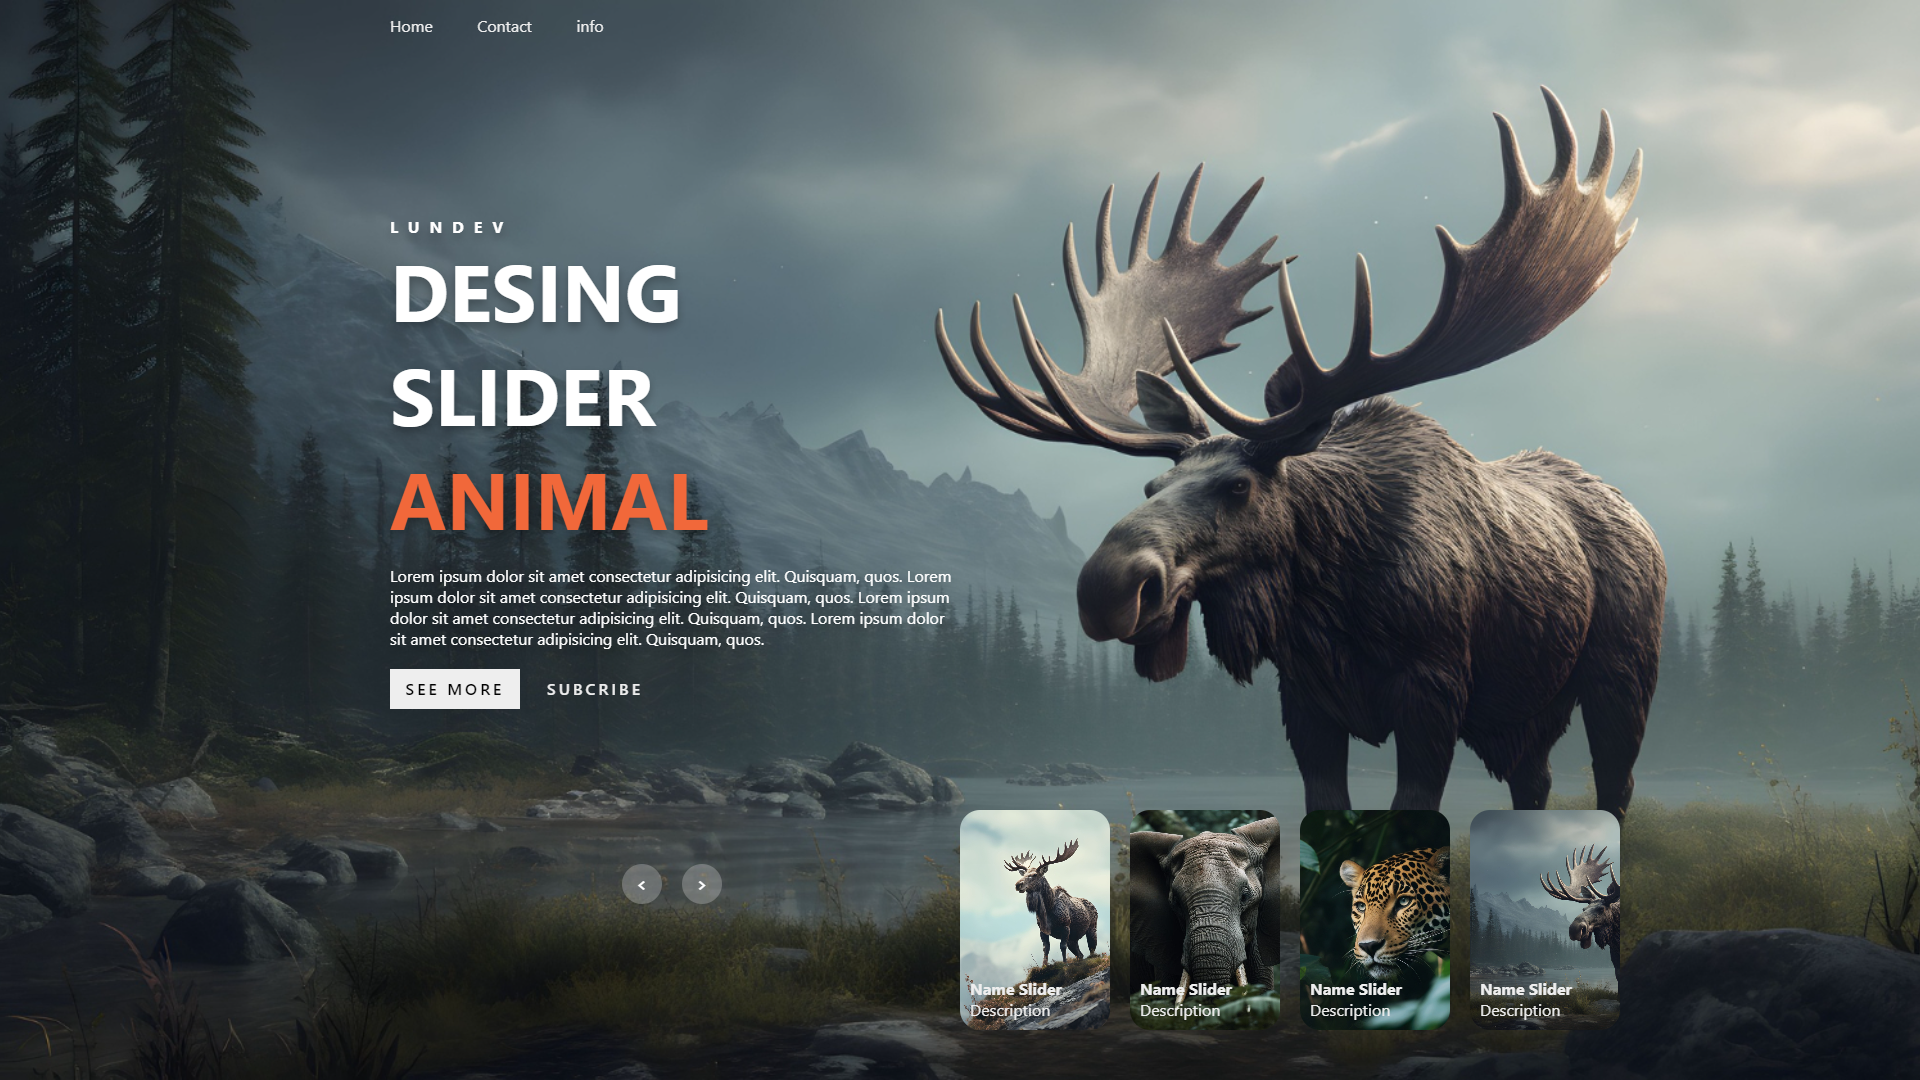 Home Contact info
LUNDEV
DESING
SLIDER
ANIMAL
Lorem ipsum dolor sit amet consectetur adipisicing elit. Quisquam, quos. Lorem
ipsum dolor sit amet consectetur adipisicing elit. Quisquam, quos. Lorem ipsum
dolor sit amet consectetur adipisicing elit. Quisquam, quos. Lorem ipsum dolor
sit amet consectetur adipisicing elit. Quisquam, quos.
SEE MORE SUBCRIBE
< >
Name Slider
Description
Name Slider
Description
Name Slider
Description
Name Slider
Description